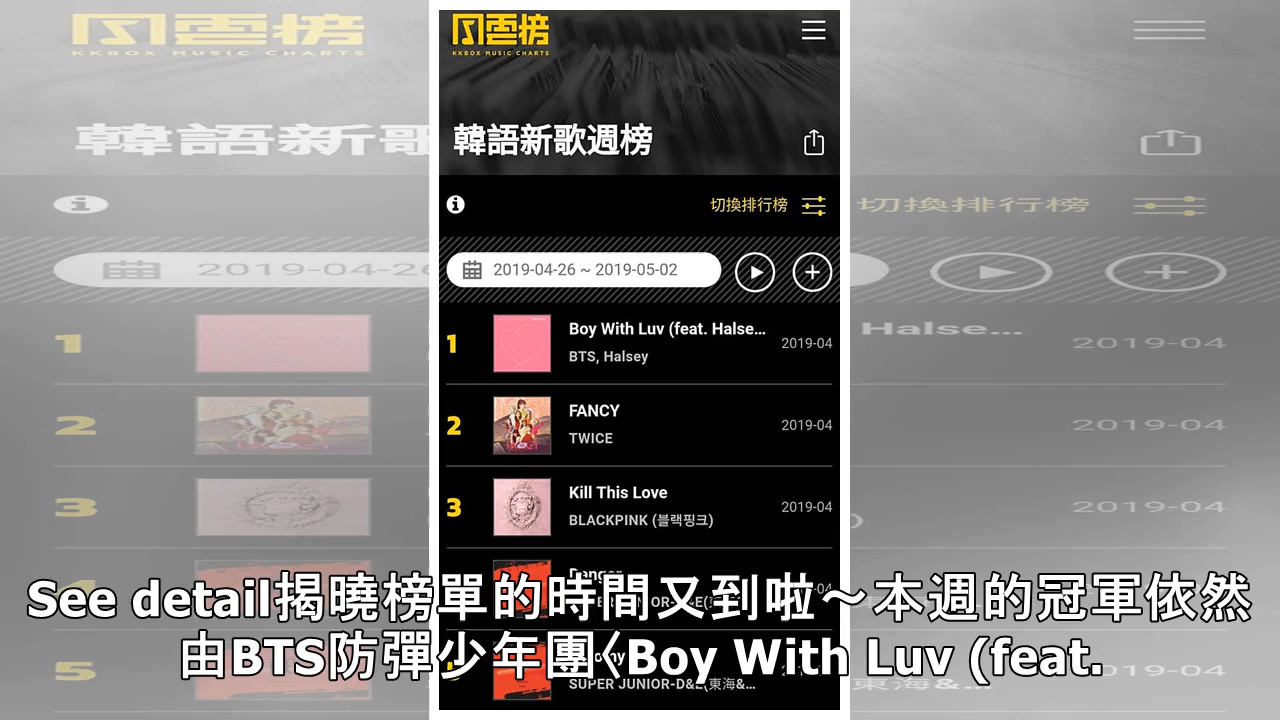 風雲榜
KKBOX MUSIC CHARTS
韓語新歌週榜
切換排行榜
2019-04-26 ~ 2019-05-02
1
Boy With Luv (feat. Halse...
BTS, Halsey
2019-04
2
FANCY
TWICE
2019-04
3
Kill This Love
BLACKPINK (블랙핑크)
2019-04
See detail揭曉榜單的時間又到啦～本週的冠軍依然
由BTS防彈少年團〈Boy With Luv (feat.
SUPER JUNIOR-D&E(東海&...